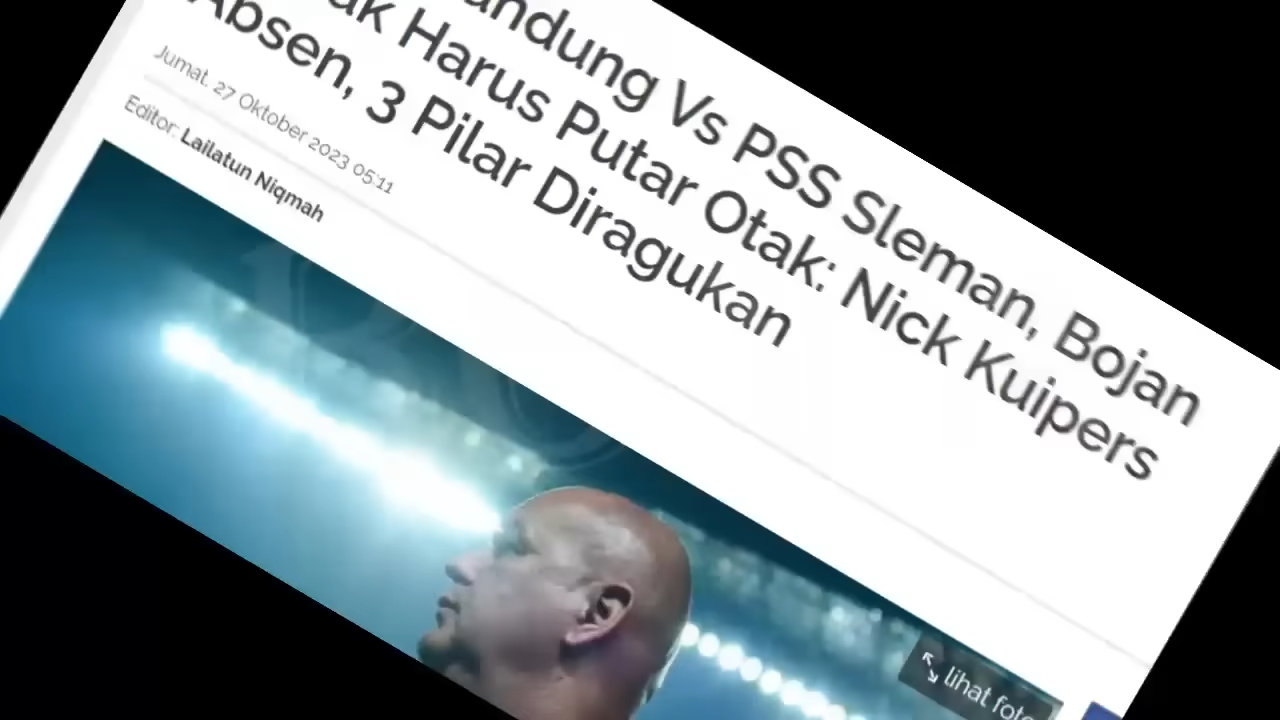 andung Vs PSS Sleman, Bojan
ak Harus Putar Otak: Nick Kuipers
Absen, 3 Pilar Diragukan
Jumat, 27 Oktober 2023 05:11
Editor: Lailatun Niqmah
lihat foto